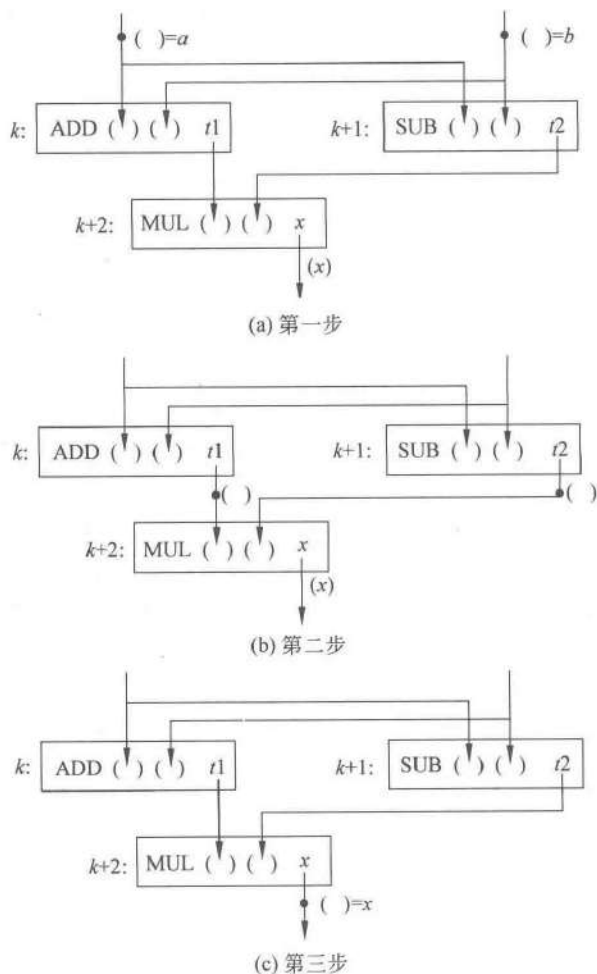 ( )=a ( )=b
k: ADD ( ) ( ) t1 k+1: SUB ( ) ( ) t2
k+2: MUL ( ) ( ) x
(x)
(a) 第一步
k: ADD ( ) ( ) t1 k+1: SUB ( ) ( ) t2
( ) ( )
k+2: MUL ( ) ( ) x
(x)
(b) 第二步
k: ADD ( ) ( ) t1 k+1: SUB ( ) ( ) t2
k+2: MUL ( ) ( ) x
( )=x
(c) 第三步